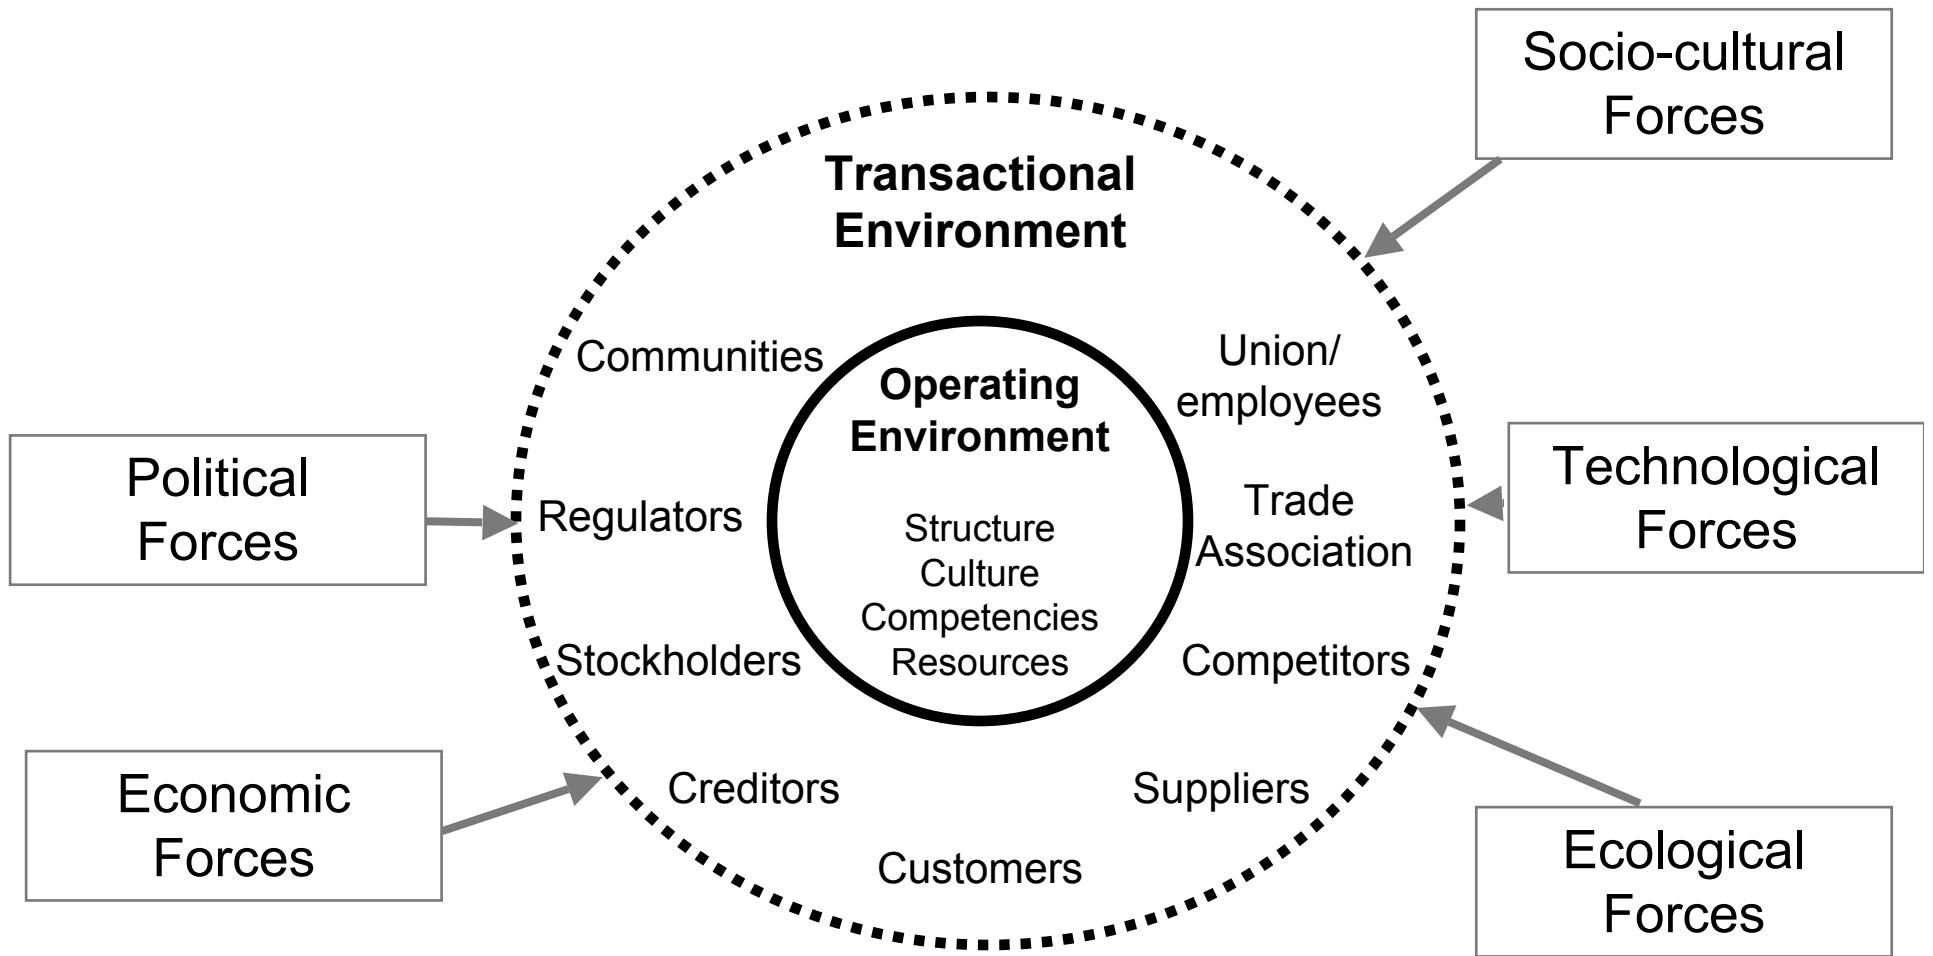 Socio-cultural
Forces
Transactional
Environment
Communities
Union/
employees
Operating
Environment
Political
Forces
Regulators
Structure
Culture
Competencies
Resources
Trade
Association
Technological
Forces
Stockholders
Competitors
Economic
Forces
Creditors
Suppliers
Customers
Ecological
Forces